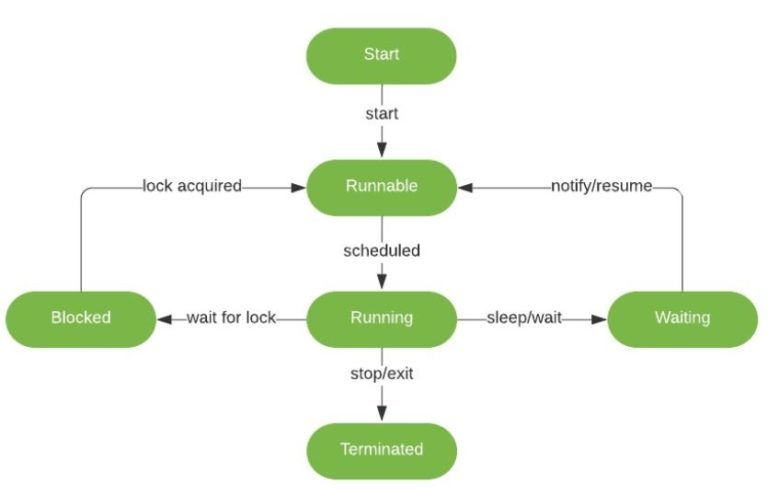 Start
start
lock acquired
Runnable
notify/resume
scheduled
Blocked
wait for lock
Running
sleep/wait
Waiting
stop/exit
Terminated